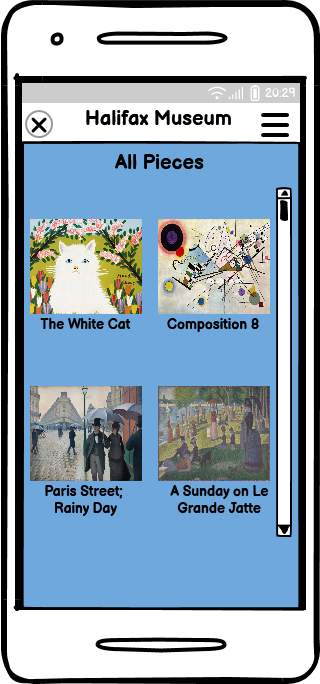 20:29
Halifax Museum
All Pieces
The White Cat
Composition 8
Paris Street;
Rainy Day
A Sunday on Le
Grande Jatte